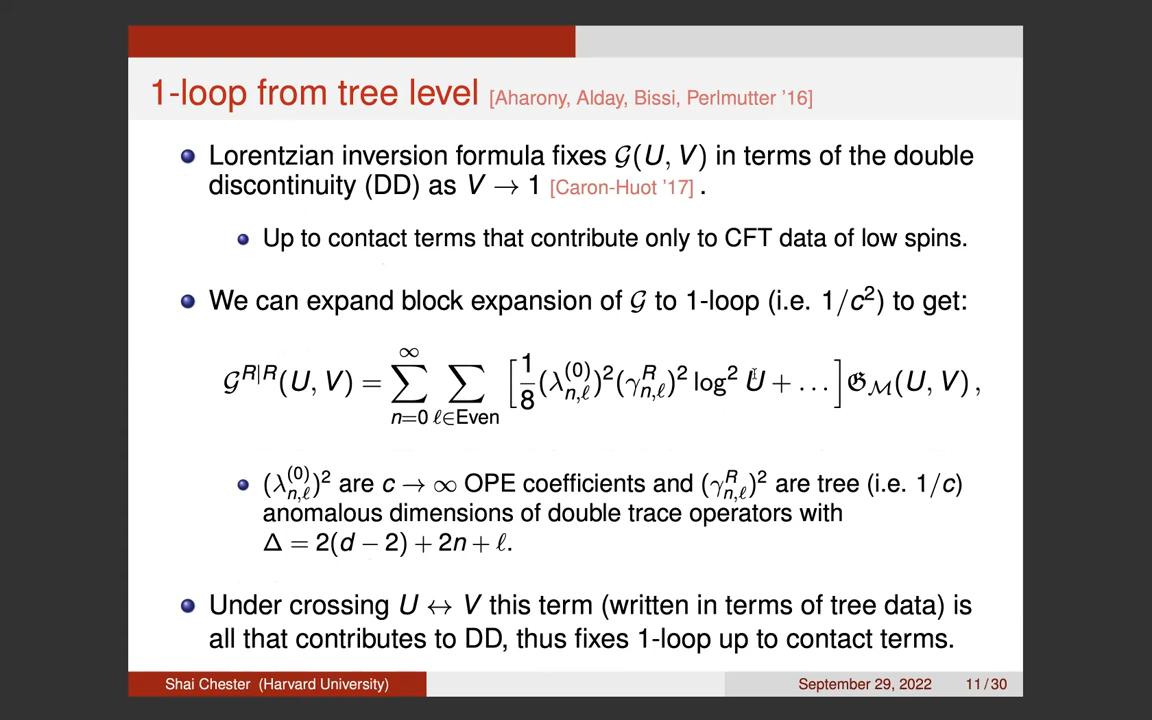 1-loop from tree level [Aharony, Alday, Bissi, Perlmutter '16]
Lorentzian inversion formula fixes 𝒢(U, V) in terms of the double
discontinuity (DD) as V → 1 [Caron-Huot '17] .
Up to contact terms that contribute only to CFT data of low spins.
We can expand block expansion of 𝒢 to 1-loop (i.e. 1/c²) to get:
𝒢^{R|R}(U, V) = ∑_{n=0}^{∞} ∑_{ℓ∈Even} [ 1/8 (λ^{(0)}_{n,ℓ})² (γ^R_{n,ℓ})² log² U + … ] 𝔊_ℳ(U, V) ,
(λ^{(0)}_{n,ℓ})² are c → ∞ OPE coefficients and (γ^R_{n,ℓ})² are tree (i.e. 1/c)
anomalous dimensions of double trace operators with
Δ = 2(d − 2) + 2n + ℓ.
Under crossing U ↔ V this term (written in terms of tree data) is
all that contributes to DD, thus fixes 1-loop up to contact terms.
Shai Chester (Harvard University) September 29, 2022 11 / 30